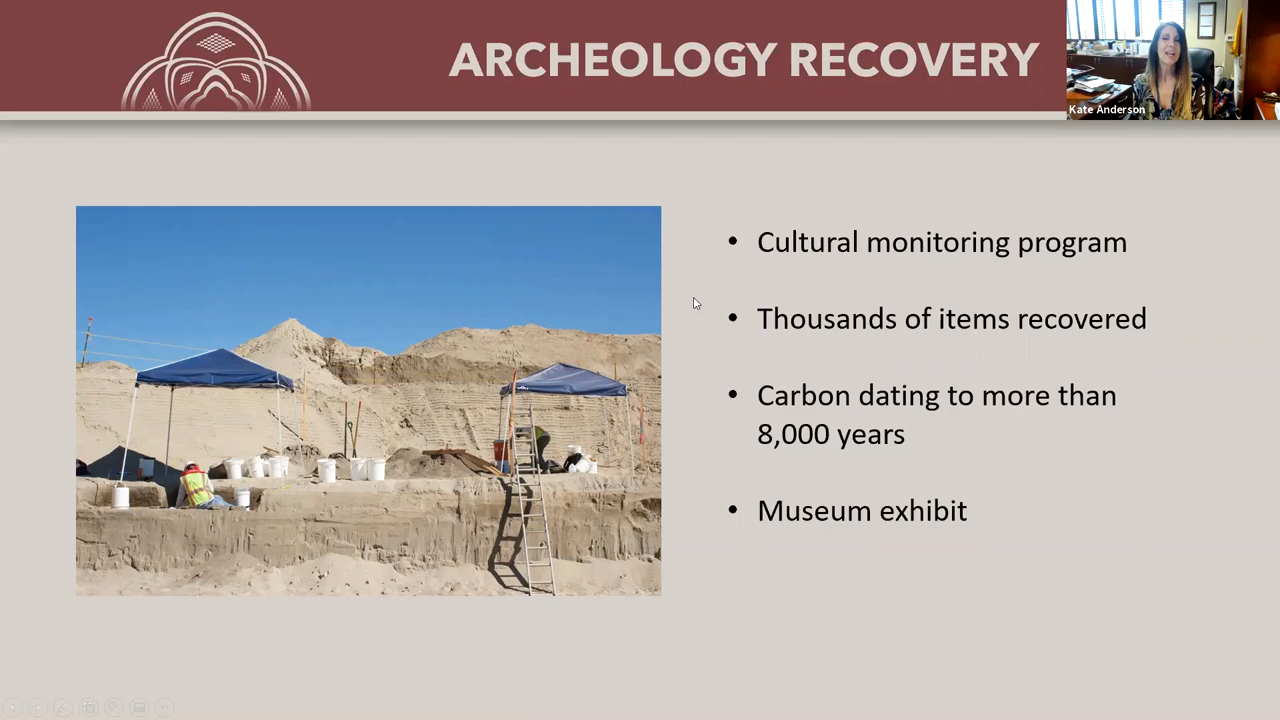 ARCHEOLOGY RECOVERY
Kate Anderson
• Cultural monitoring program
• Thousands of items recovered
• Carbon dating to more than
8,000 years
• Museum exhibit